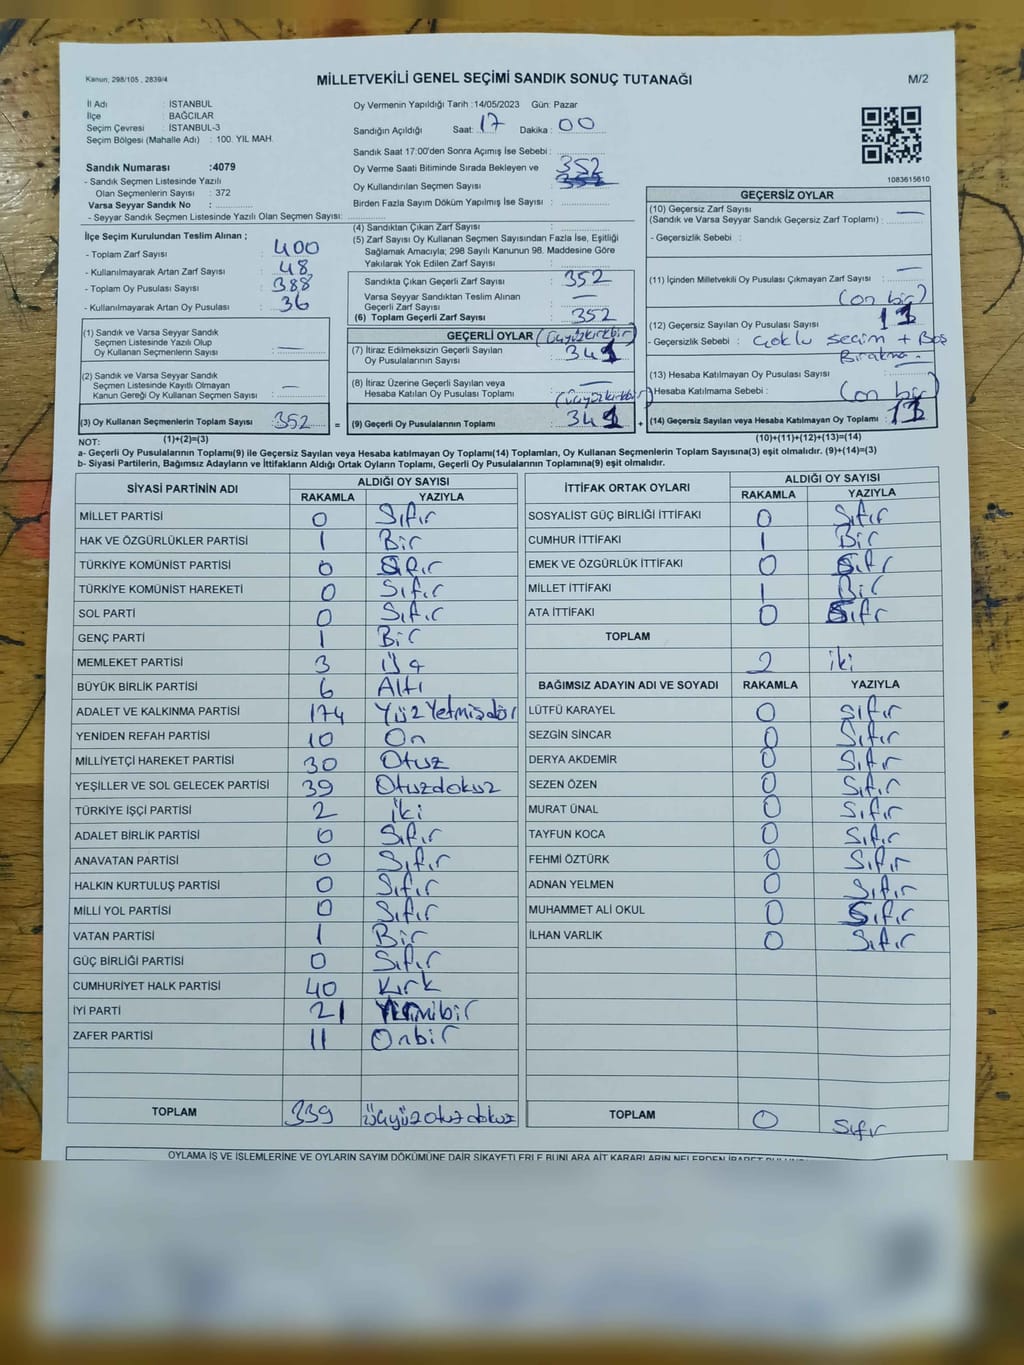 Kanun; 298/105 , 2839/4
MİLLETVEKİLİ GENEL SEÇİMİ SANDIK SONUÇ TUTANAĞI
M/2
İl Adı : İSTANBUL
İlçe : BAĞCILAR
Seçim Çevresi : İSTANBUL-3
Seçim Bölgesi (Mahalle Adı) : 100. YIL MAH.
Sandık Numarası :4079
- Sandık Seçmen Listesinde Yazılı
Olan Seçmenlerin Sayısı : 372
Varsa Seyyar Sandık No :
- Seyyar Sandık Seçmen Listesinde Yazılı Olan Seçmen Sayısı:
Oy Vermenin Yapıldığı Tarih :14/05/2023 Gün: Pazar
Sandığın Açıldığı Saat: 17 Dakika : 00
Sandık Saat 17:00'den Sonra Açımış İse Sebebi :
Oy Verme Saati Bitiminde Sırada Bekleyen ve 352
Oy Kullandırılan Seçmen Sayısı : 352
Birden Fazla Sayım Döküm Yapılmış İse Sayısı :
1083615610
İlçe Seçim Kurulundan Teslim Alınan ;
- Toplam Zarf Sayısı : 400
- Kullanılmayarak Artan Zarf Sayısı : 48
- Toplam Oy Pusulası Sayısı : 388
- Kullanılmayarak Artan Oy Pusulası : 36
(1) Sandık ve Varsa Seyyar Sandık
Seçmen Listesinde Yazılı Olup
Oy Kullanan Seçmenlerin Sayısı : —
(2) Sandık ve Varsa Seyyar Sandık
Seçmen Listesinde Kayıtlı Olmayan
Kanun Gereği Oy Kullanan Seçmen Sayısı : —
(3) Oy Kullanan Seçmenlerin Toplam Sayısı : 352 =
(4) Sandıktan Çıkan Zarf Sayısı :
(5) Zarf Sayısı Oy Kullanan Seçmen Sayısından Fazla İse, Eşitliği
Sağlamak Amacıyla; 298 Sayılı Kanunun 98. Maddesine Göre
Yakılarak Yok Edilen Zarf Sayısı :
Sandıkta Çıkan Geçerli Zarf Sayısı : 352
Varsa Seyyar Sandıktan Teslim Alınan
Geçerli Zarf Sayısı : —
(6) Toplam Geçerli Zarf Sayısı : 352
GEÇERLİ OYLAR (üçyüzkırkbir)
(7) İtiraz Edilmeksizin Geçerli Sayılan
Oy Pusulalarının Sayısı : 341
(8) İtiraz Üzerine Geçerli Sayılan veya
Hesaba Katılan Oy Pusulası Toplamı : —
(üçyüzkırkbir)
(9) Geçerli Oy Pusulalarının Toplamı : 341 +
GEÇERSİZ OYLAR
(10) Geçersiz Zarf Sayısı
(Sandık ve Varsa Seyyar Sandık Geçersiz Zarf Toplamı) : —
- Geçersizlik Sebebi :
(11) İçinden Milletvekili Oy Pusulası Çıkmayan Zarf Sayısı : —
(on bir)
(12) Geçersiz Sayılan Oy Pusulası Sayısı : 11
- Geçersizlik Sebebi : Çoklu seçim + Boş
Bırakma -
(13) Hesaba Katılmayan Oy Pusulası Sayısı :
Hesaba Katılmama Sebebi : (on bir)
(14) Geçersiz Sayılan veya Hesaba Katılmayan Oy Toplamı : 11
NOT: (1)+(2)=(3) (10)+(11)+(12)+(13)=(14)
a- Geçerli Oy Pusulalarının Toplamı(9) ile Geçersiz Sayılan veya Hesaba katılmayan Oy Toplamı(14) Toplamları, Oy Kullanan Seçmenlerin Toplam Sayısına(3) eşit olmalıdır. (9)+(14)=(3)
b- Siyasi Partilerin, Bağımsız Adayların ve İttifakların Aldığı Ortak Oyların Toplamı, Geçerli Oy Pusulalarının Toplamına(9) eşit olmalıdır.
SİYASİ PARTİNİN ADI ALDIĞI OY SAYISI
RAKAMLA YAZIYLA
MİLLET PARTİSİ 0 Sıfır
HAK VE ÖZGÜRLÜKLER PARTİSİ 1 Bir
TÜRKİYE KOMÜNİST PARTİSİ 0 Sıfır
TÜRKİYE KOMÜNİST HAREKETİ 0 Sıfır
SOL PARTİ 0 Sıfır
GENÇ PARTİ 1 Bir
MEMLEKET PARTİSİ 3 üç
BÜYÜK BİRLİK PARTİSİ 6 Altı
ADALET VE KALKINMA PARTİSİ 174 Yüz Yetmişdör
YENİDEN REFAH PARTİSİ 10 On
MİLLİYETÇİ HAREKET PARTİSİ 30 Otuz
YEŞİLLER VE SOL GELECEK PARTİSİ 39 Otuzdokuz
TÜRKİYE İŞÇİ PARTİSİ 2 iki
ADALET BİRLİK PARTİSİ 0 Sıfır
ANAVATAN PARTİSİ 0 Sıfır
HALKIN KURTULUŞ PARTİSİ 0 Sıfır
MİLLİ YOL PARTİSİ 0 Sıfır
VATAN PARTİSİ 1 Bir
GÜÇ BİRLİĞİ PARTİSİ 0 Sıfır
CUMHURİYET HALK PARTİSİ 40 Kırk
İYİ PARTİ 21 Yirmibir
ZAFER PARTİSİ 11 Onbir
TOPLAM 339 üçyüzotuzdokuz
İTTİFAK ORTAK OYLARI ALDIĞI OY SAYISI
RAKAMLA YAZIYLA
SOSYALİST GÜÇ BİRLİĞİ İTTİFAKI 0 Sıfır
CUMHUR İTTİFAKI 1 Bir
EMEK VE ÖZGÜRLÜK İTTİFAKI 0 Sıfr
MİLLET İTTİFAKI 1 Bir
ATA İTTİFAKI 0 Sıfr
TOPLAM
2 iki
BAĞIMSIZ ADAYIN ADI VE SOYADI RAKAMLA YAZIYLA
LÜTFÜ KARAYEL 0 Sıfır
SEZGİN SİNCAR 0 Sıfır
DERYA AKDEMİR 0 Sıfır
SEZEN ÖZEN 0 Sıfır
MURAT ÜNAL 0 Sıfır
TAYFUN KOCA 0 Sıfır
FEHMİ ÖZTÜRK 0 Sıfır
ADNAN YELMEN 0 Sıfır
MUHAMMET ALİ OKUL 0 Sıfır
İLHAN VARLIK 0 Sıfır
TOPLAM 0 Sıfır
OYLAMA İŞ VE İŞLEMLERİNE VE OYLARIN SAYIM DÖKÜMÜNE DAİR ŞİKAYETLERLE BUNLARA AİT KARARLARIN NELERDEN İBARET